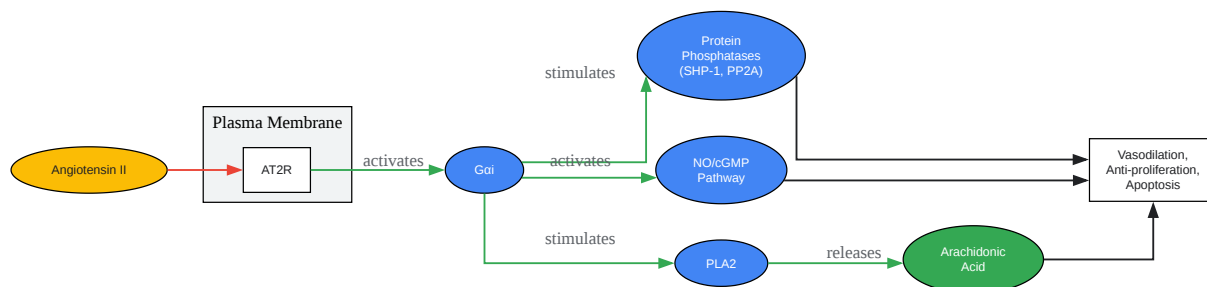 Protein
Phosphatases
(SHP-1, PP2A)
stimulates
Plasma Membrane
Angiotensin II
AT2R
activates
Gαi
activates
NO/cGMP
Pathway
Vasodilation,
Anti-proliferation,
Apoptosis
stimulates
PLA2
releases
Arachidonic
Acid